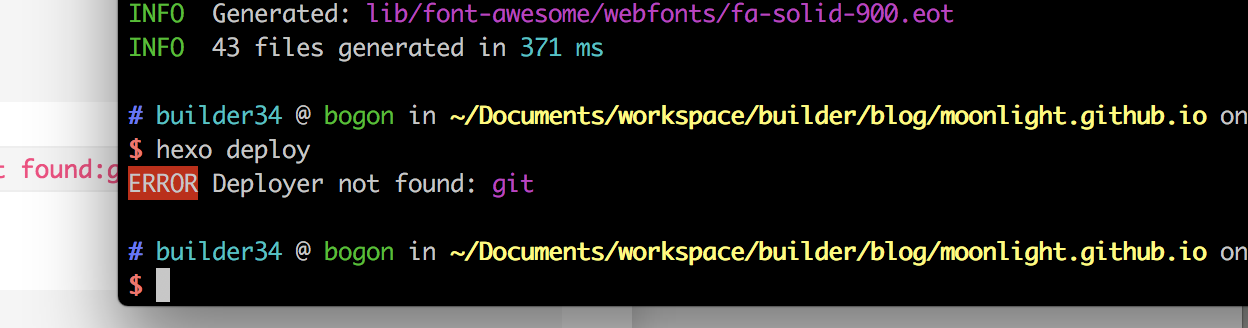 INFO  Generated: lib/font-awesome/webfonts/fa-solid-900.eot
INFO  43 files generated in 371 ms
# builder34 @ bogon in ~/Documents/workspace/builder/blog/moonlight.github.io on
$ hexo deploy
t found:g
ERROR Deployer not found: git
# builder34 @ bogon in ~/Documents/workspace/builder/blog/moonlight.github.io on
$